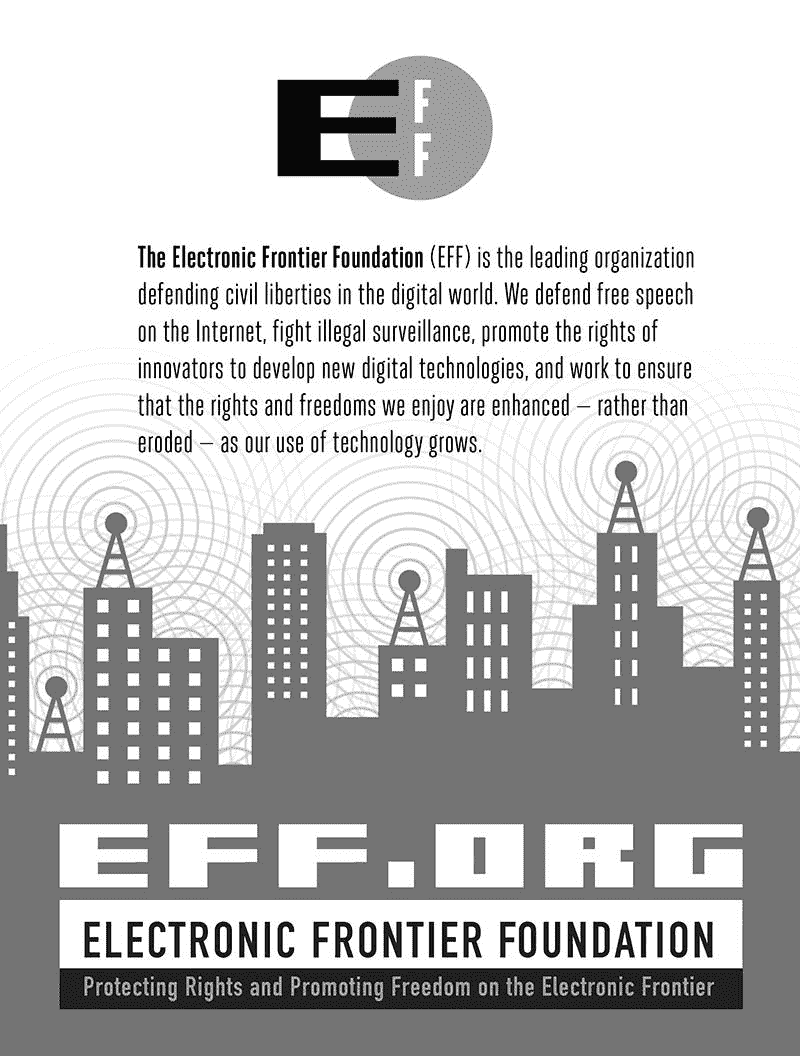 EFF
The Electronic Frontier Foundation (EFF) is the leading organization
defending civil liberties in the digital world. We defend free speech
on the Internet, fight illegal surveillance, promote the rights of
innovators to develop new digital technologies, and work to ensure
that the rights and freedoms we enjoy are enhanced – rather than
eroded – as our use of technology grows.
EFF.ORG
ELECTRONIC FRONTIER FOUNDATION
Protecting Rights and Promoting Freedom on the Electronic Frontier